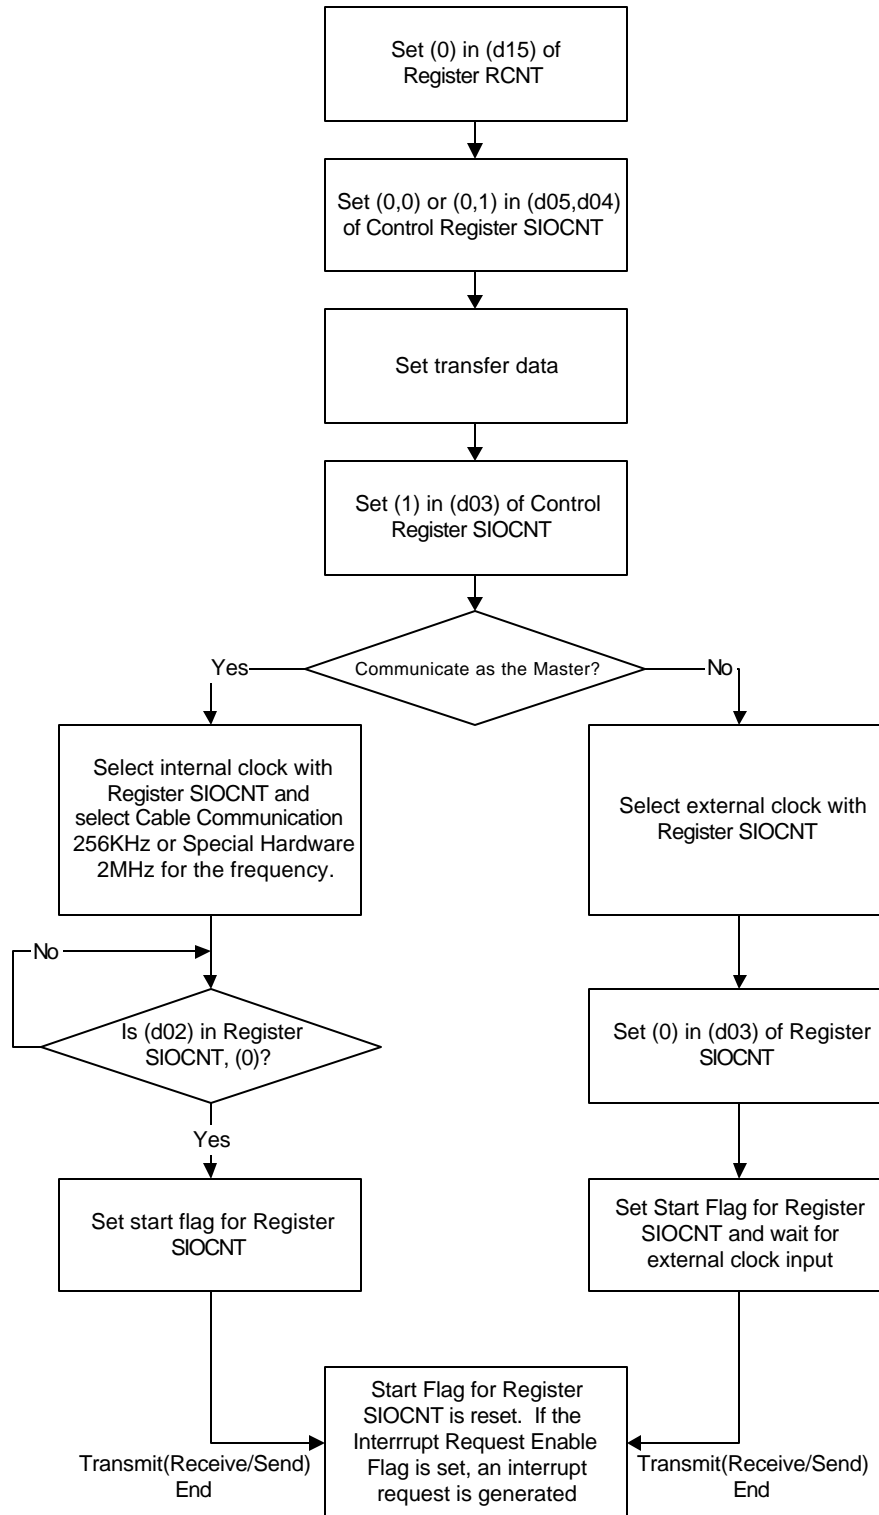 Set (0) in (d15) of
Register RCNT
Set (0,0) or (0,1) in (d05,d04)
of Control Register SIOCNT
Set transfer data
Set (1) in (d03) of Control
Register SIOCNT
Communicate as the Master?
Yes
No
Select internal clock with
Register SIOCNT and
select Cable Communication
256KHz or Special Hardware
2MHz for the frequency.
Select external clock with
Register SIOCNT
No
Is (d02) in Register
SIOCNT, (0)?
Set (0) in (d03) of Register
SIOCNT
Yes
Set start flag for Register
SIOCNT
Set Start Flag for Register
SIOCNT and wait for
external clock input
Start Flag for Register
SIOCNT is reset. If the
Interrrupt Request Enable
Flag is set, an interrupt
request is generated
Transmit(Receive/Send)
End
Transmit(Receive/Send)
End